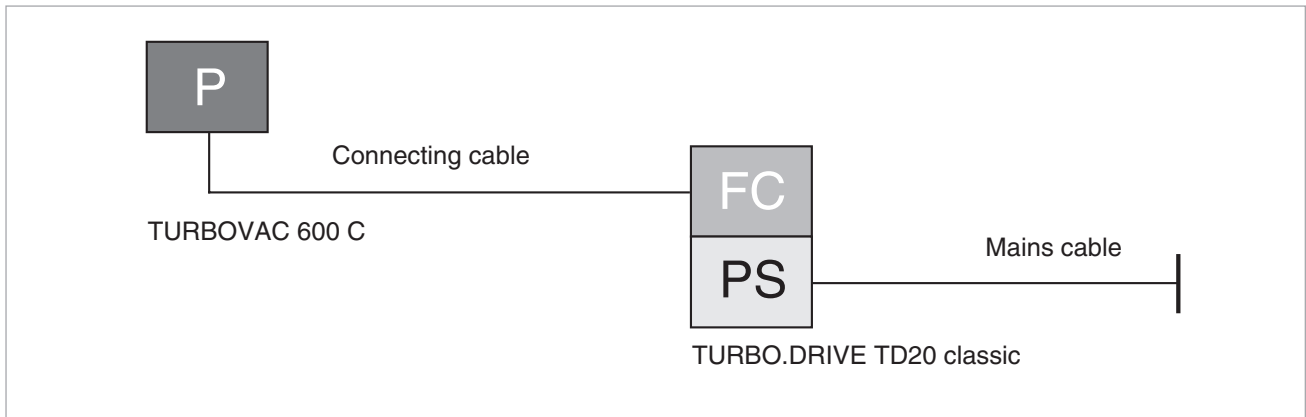 P
Connecting cable
TURBOVAC 600 C
FC
PS
Mains cable
TURBO.DRIVE TD20 classic